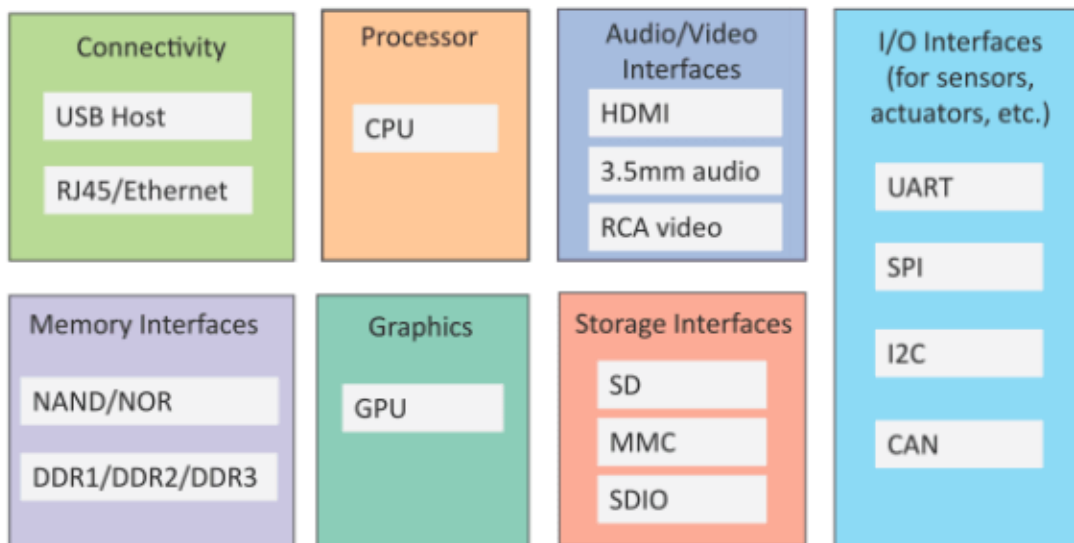 Connectivity
USB Host
RJ45/Ethernet
Processor
CPU
Audio/Video
Interfaces
HDMI
3.5mm audio
RCA video
I/O Interfaces
(for sensors,
actuators, etc.)
UART
SPI
I2C
CAN
Memory Interfaces
NAND/NOR
DDR1/DDR2/DDR3
Graphics
GPU
Storage Interfaces
SD
MMC
SDIO